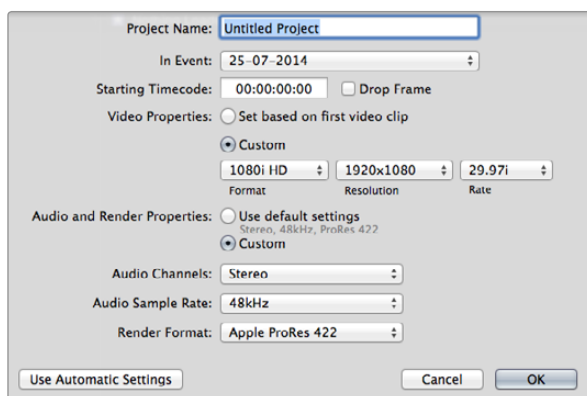 Project Name: Untitled Project
In Event: 25-07-2014
Starting Timecode: 00:00:00:00 Drop Frame
Video Properties: Set based on first video clip
Custom
1080i HD 1920x1080 29.97i
Format Resolution Rate
Audio and Render Properties: Use default settings
Stereo, 48kHz, ProRes 422
Custom
Audio Channels: Stereo
Audio Sample Rate: 48kHz
Render Format: Apple ProRes 422
Use Automatic Settings Cancel OK